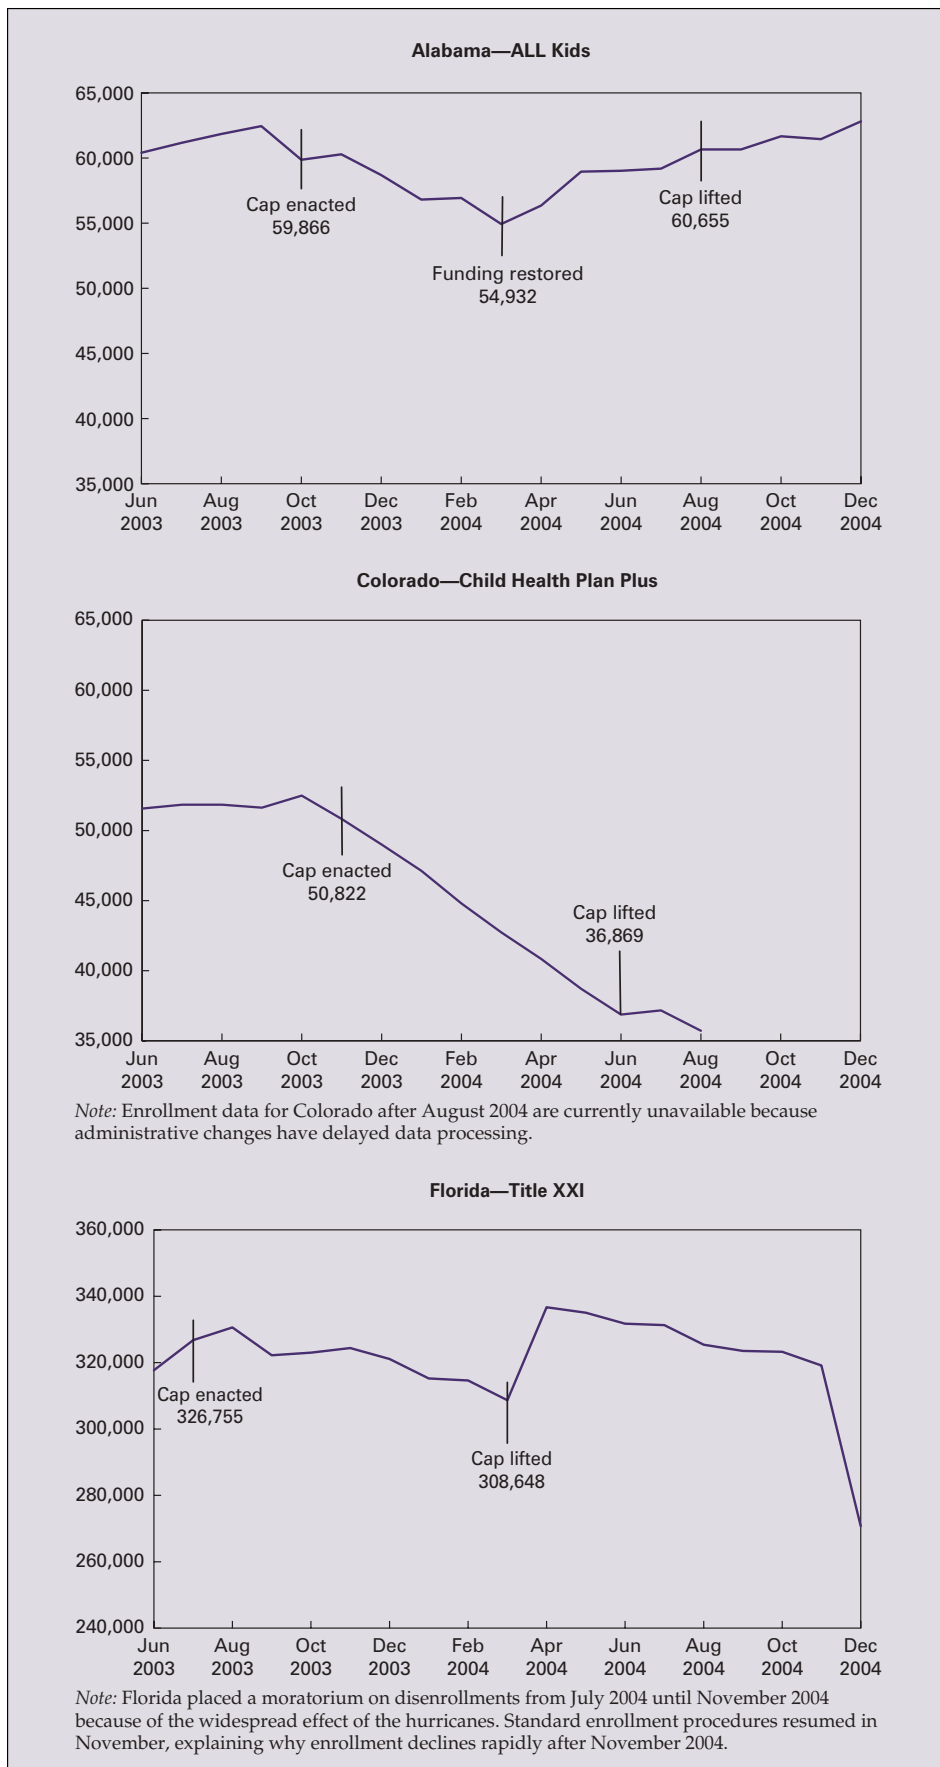 Alabama—ALL Kids
65,000
60,000
55,000
50,000
45,000
40,000
35,000
Cap enacted
59,866
Funding restored
54,932
Cap lifted
60,655
Jun Aug Oct Dec Feb Apr Jun Aug Oct Dec
2003 2003 2003 2003 2004 2004 2004 2004 2004 2004
Colorado—Child Health Plan Plus
65,000
60,000
55,000
50,000
45,000
40,000
35,000
Cap enacted
50,822
Cap lifted
36,869
Jun Aug Oct Dec Feb Apr Jun Aug Oct Dec
2003 2003 2003 2003 2004 2004 2004 2004 2004 2004
Note: Enrollment data for Colorado after August 2004 are currently unavailable because
administrative changes have delayed data processing.
Florida—Title XXI
360,000
340,000
320,000
300,000
280,000
260,000
240,000
Cap enacted
326,755
Cap lifted
308,648
Jun Aug Oct Dec Feb Apr Jun Aug Oct Dec
2003 2003 2003 2003 2004 2004 2004 2004 2004 2004
Note: Florida placed a moratorium on disenrollments from July 2004 until November 2004
because of the widespread effect of the hurricanes. Standard enrollment procedures resumed in
November, explaining why enrollment declines rapidly after November 2004.